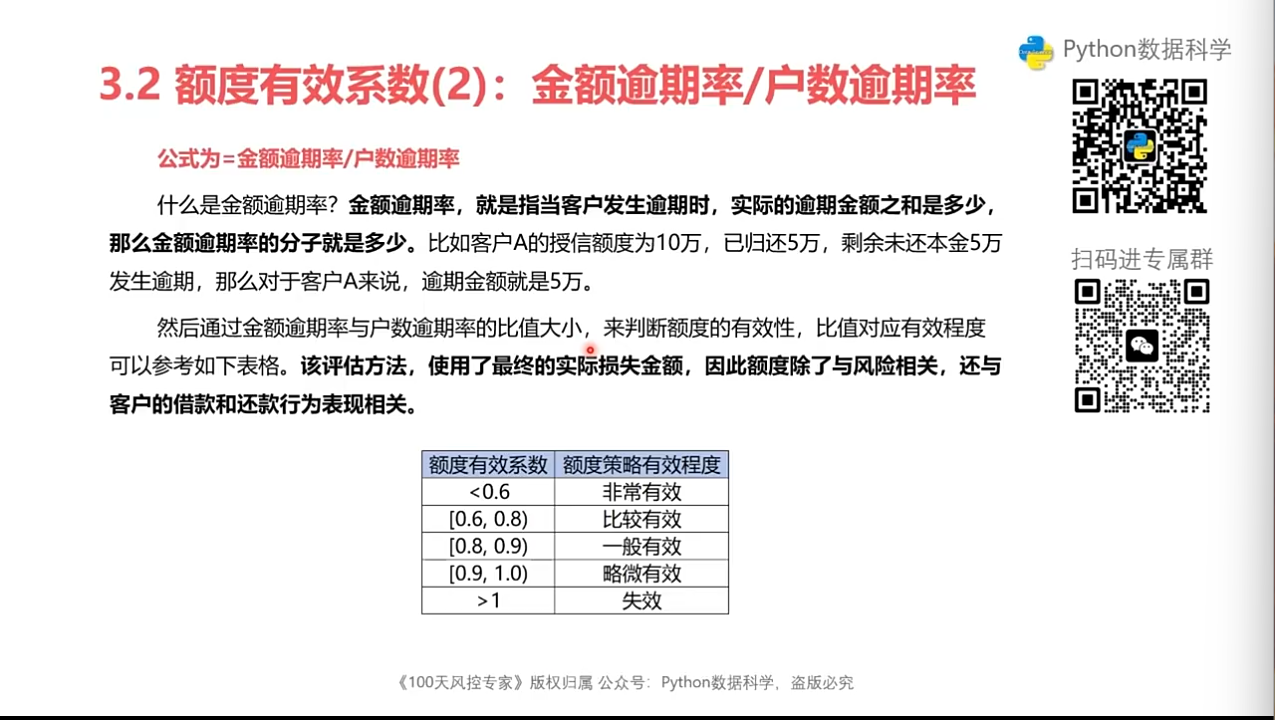 Python数据科学
3.2 额度有效系数(2)：金额逾期率/户数逾期率
公式为=金额逾期率/户数逾期率
什么是金额逾期率？金额逾期率，就是指当客户发生逾期时，实际的逾期金额之和是多少，
那么金额逾期率的分子就是多少。比如客户A的授信额度为10万，已归还5万，剩余未还本金5万
发生逾期，那么对于客户A来说，逾期金额就是5万。
扫码进专属群
然后通过金额逾期率与户数逾期率的比值大小，来判断额度的有效性，比值对应有效程度
可以参考如下表格。该评估方法，使用了最终的实际损失金额，因此额度除了与风险相关，还与
客户的借款和还款行为表现相关。
额度有效系数 额度策略有效程度
<0.6 非常有效
[0.6, 0.8) 比较有效
[0.8, 0.9) 一般有效
[0.9, 1.0) 略微有效
>1 失效
《100天风控专家》版权归属 公众号：Python数据科学，盗版必究